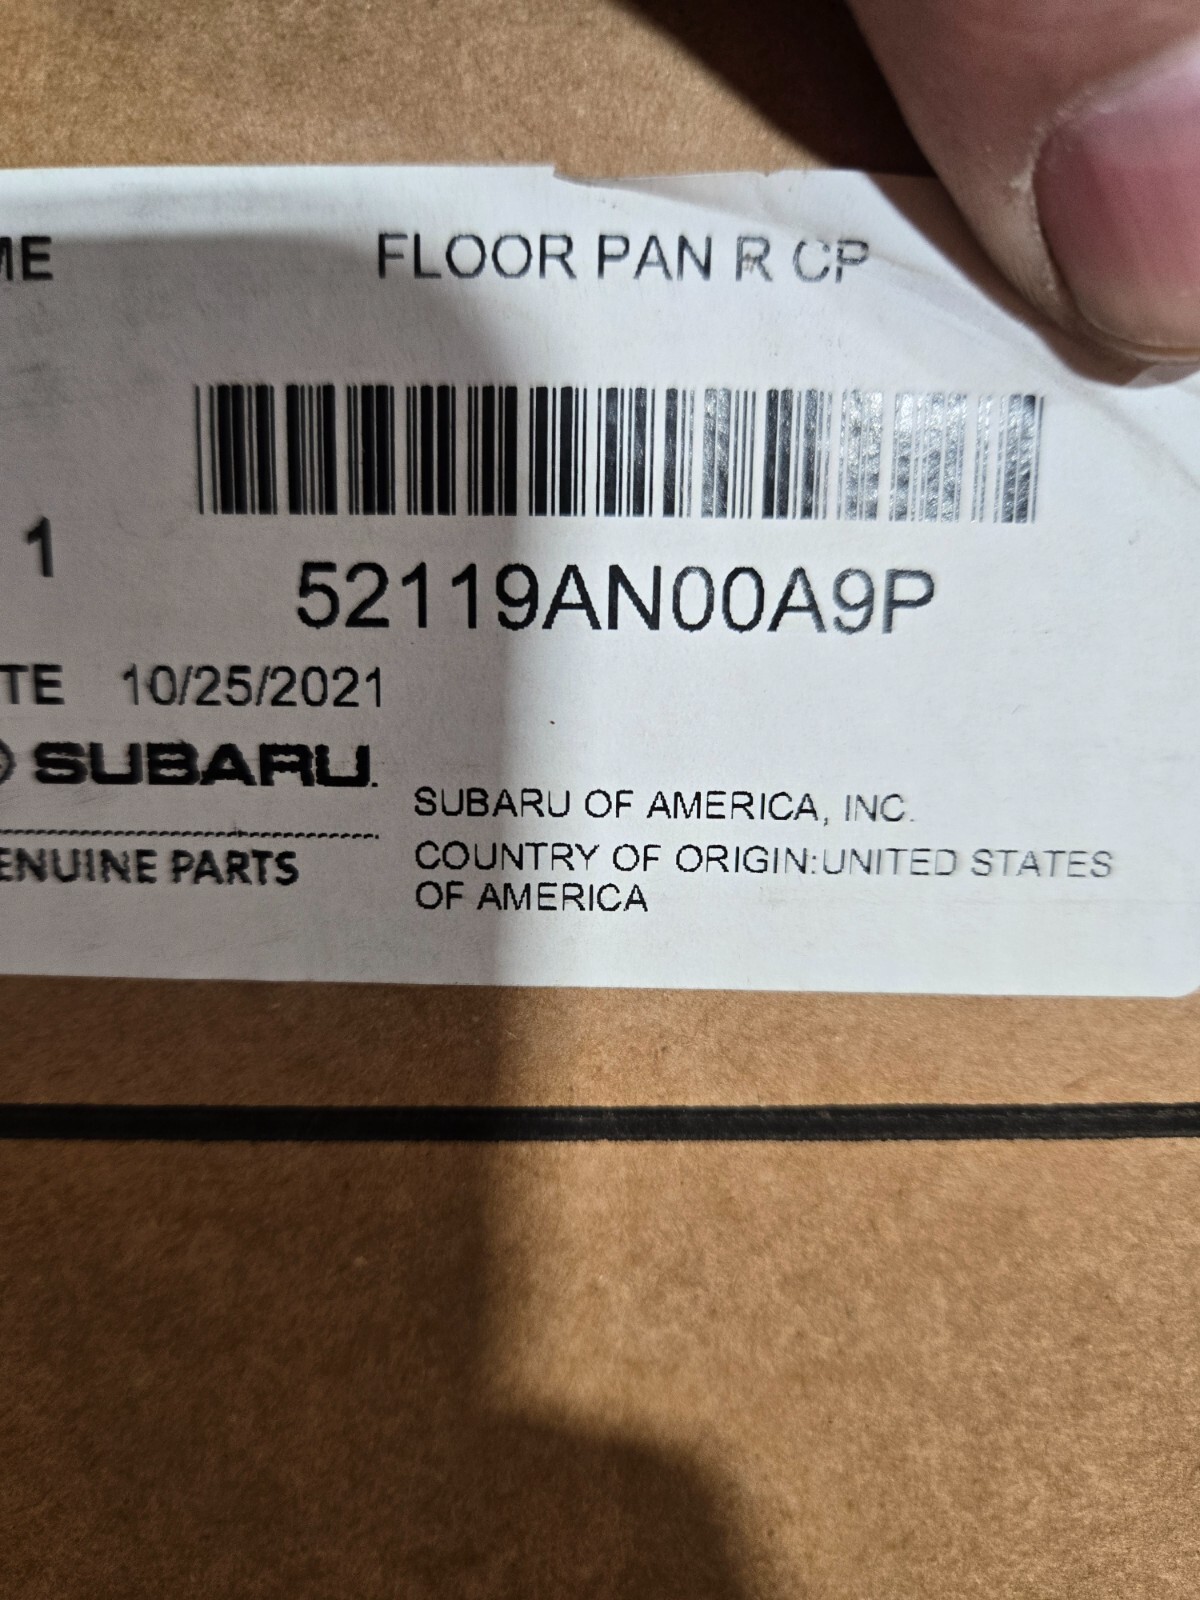 ME FLOOR PAN R CP
1 52119AN00A9P
TE 10/25/2021
SUBARU.
ENUINE PARTS
SUBARU OF AMERICA, INC.
COUNTRY OF ORIGIN:UNITED STATES
OF AMERICA